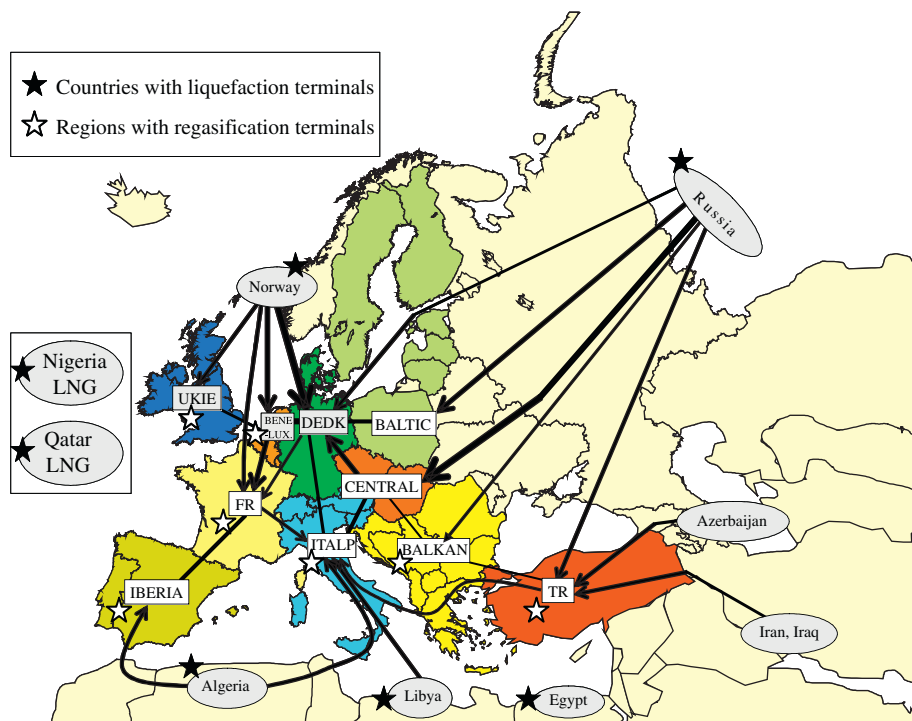 Countries with liquefaction terminals
Regions with regasification terminals
Russia
Norway
Nigeria
LNG
UKIE
BENE
LUX.
DEDK
BALTIC
Qatar
LNG
CENTRAL
FR
Azerbaijan
ITALP
BALKAN
IBERIA
TR
Iran, Iraq
Algeria
Libya
Egypt